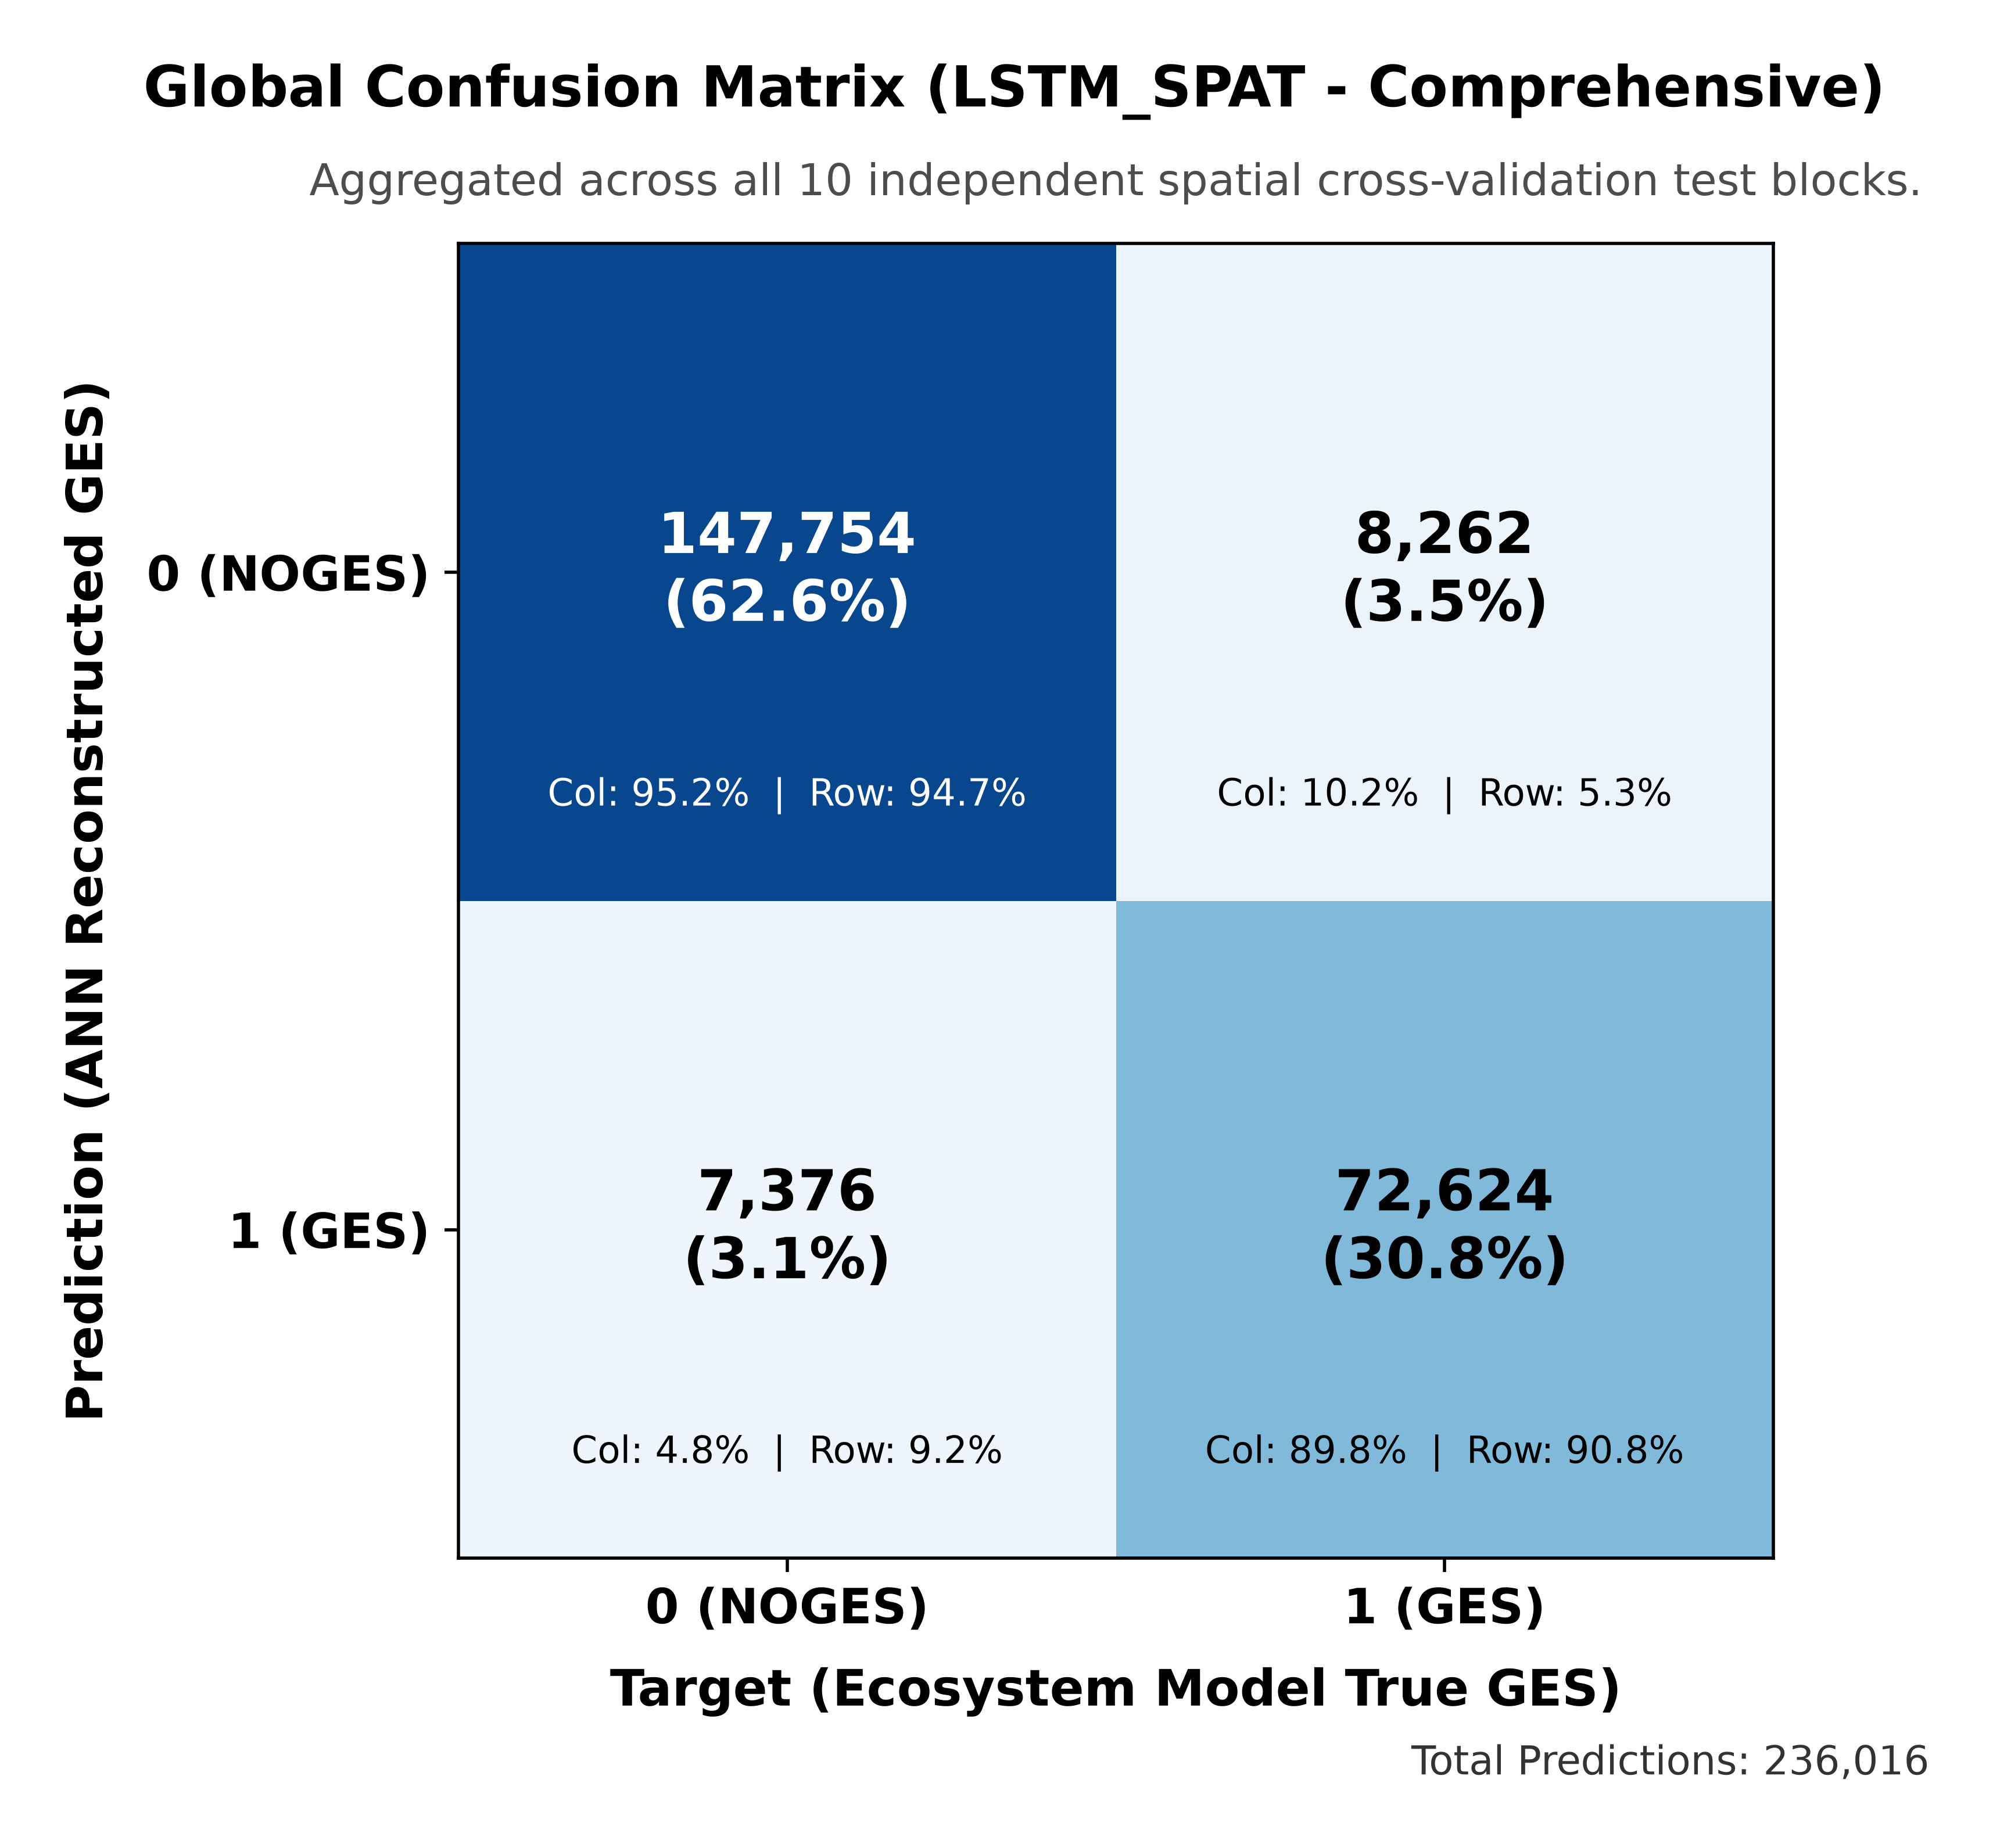 Global Confusion Matrix (LSTM_SPAT - Comprehensive)
Aggregated across all 10 independent spatial cross-validation test blocks.
Prediction (ANN Reconstructed GES)
0 (NOGES)
147,754
(62.6%)
Col: 95.2% | Row: 94.7%
8,262
(3.5%)
Col: 10.2% | Row: 5.3%
1 (GES)
7,376
(3.1%)
Col: 4.8% | Row: 9.2%
72,624
(30.8%)
Col: 89.8% | Row: 90.8%
0 (NOGES)
1 (GES)
Target (Ecosystem Model True GES)
Total Predictions: 236,016